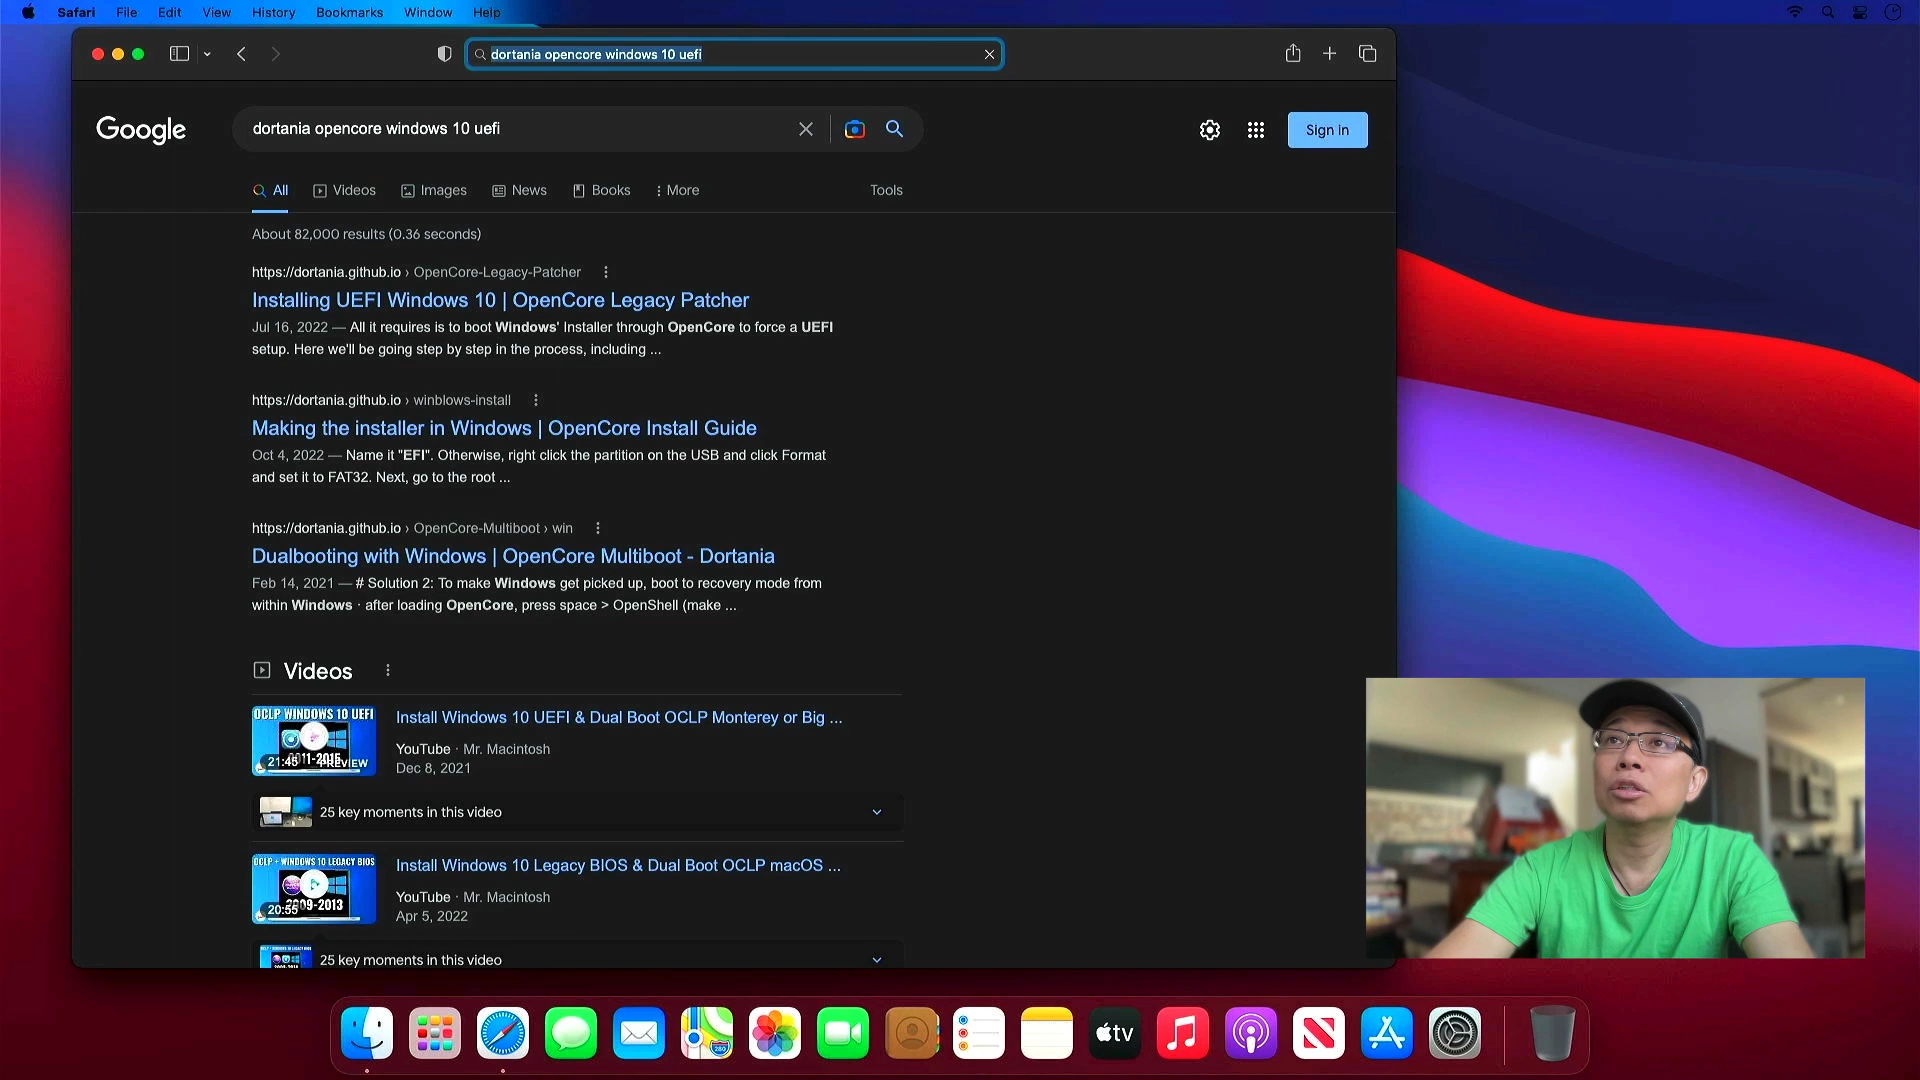 Safari File Edit View History Bookmarks Window Help
dortania opencore windows 10 uefi
Google
dortania opencore windows 10 uefi
Sign in
All Videos Images News Books More Tools
About 82,000 results (0.36 seconds)
https://dortania.github.io › OpenCore-Legacy-Patcher
Installing UEFI Windows 10 | OpenCore Legacy Patcher
Jul 16, 2022 — All it requires is to boot Windows' Installer through OpenCore to force a UEFI
setup. Here we'll be going step by step in the process, including ...
https://dortania.github.io › winblows-install
Making the installer in Windows | OpenCore Install Guide
Oct 4, 2022 — Name it "EFI". Otherwise, right click the partition on the USB and click Format
and set it to FAT32. Next, go to the root ...
https://dortania.github.io › OpenCore-Multiboot › win
Dualbooting with Windows | OpenCore Multiboot - Dortania
Feb 14, 2021 — # Solution 2: To make Windows get picked up, boot to recovery mode from
within Windows · after loading OpenCore, press space > OpenShell (make ...
Videos
OCLP WINDOWS 10 UEFI
2011-2015
21:45
PREVIEW
Install Windows 10 UEFI & Dual Boot OCLP Monterey or Big ...
YouTube · Mr. Macintosh
Dec 8, 2021
25 key moments in this video
OCLP + WINDOWS 10 LEGACY BIOS
2009-2013
20:55
Install Windows 10 Legacy BIOS & Dual Boot OCLP macOS ...
YouTube · Mr. Macintosh
Apr 5, 2022
25 key moments in this video
280
tv